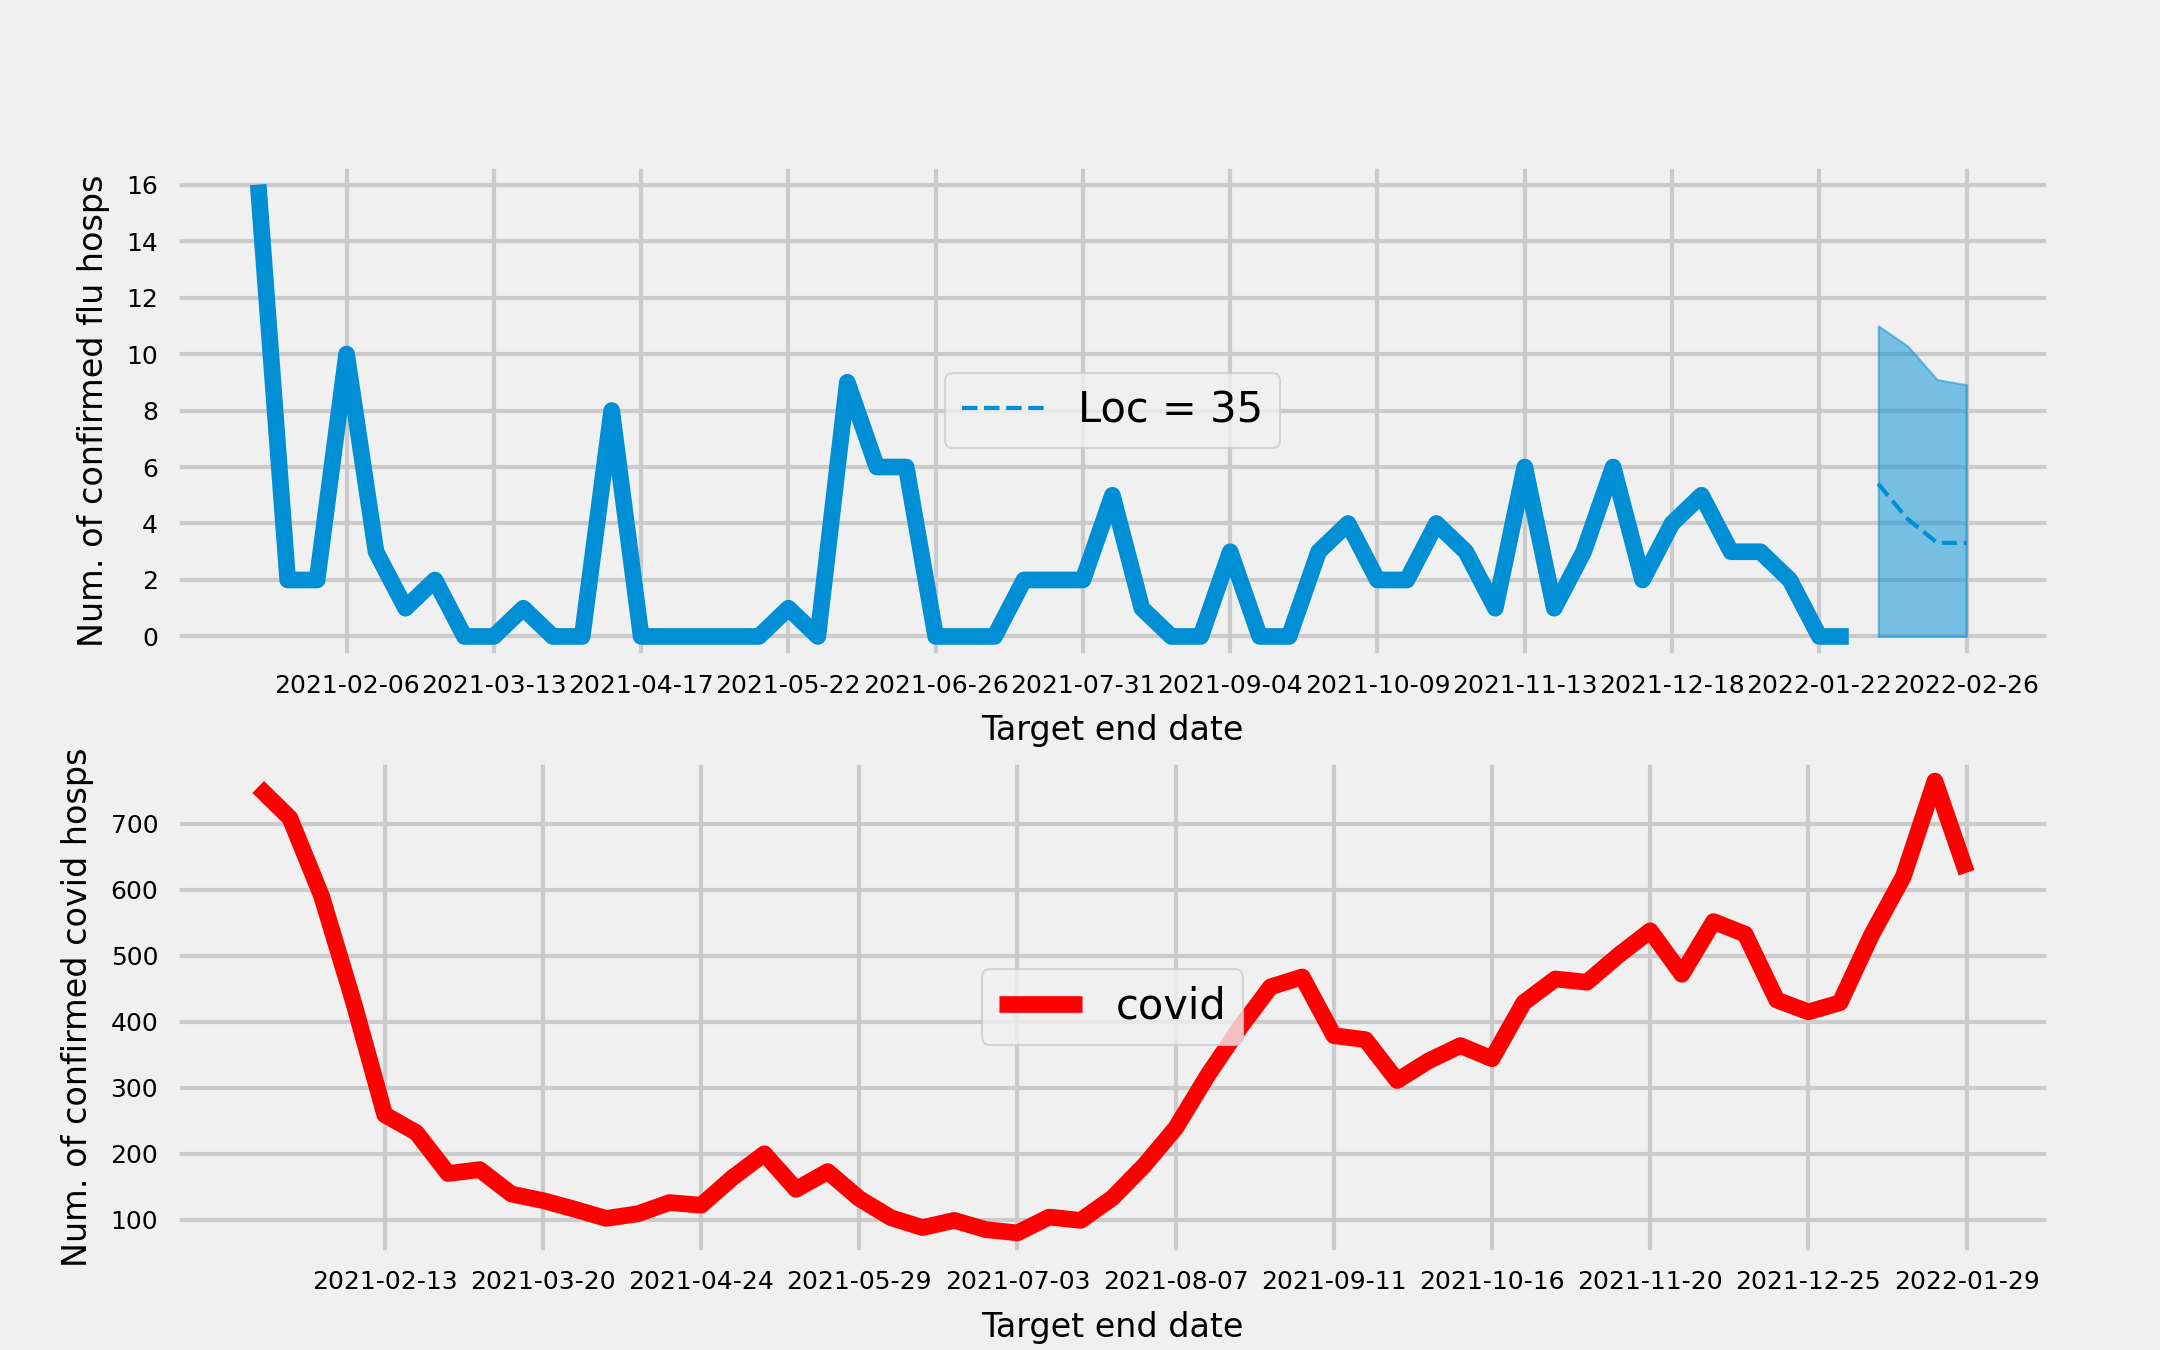 Num. of confirmed flu hosps
16
14
12
10
8
6
4
2
0
Loc = 35
2021-02-06 2021-03-13 2021-04-17 2021-05-22 2021-06-26 2021-07-31 2021-09-04 2021-10-09 2021-11-13 2021-12-18 2022-01-22 2022-02-26
Target end date
Num. of confirmed covid hosps
700
600
500
400
300
200
100
covid
2021-02-13 2021-03-20 2021-04-24 2021-05-29 2021-07-03 2021-08-07 2021-09-11 2021-10-16 2021-11-20 2021-12-25 2022-01-29
Target end date